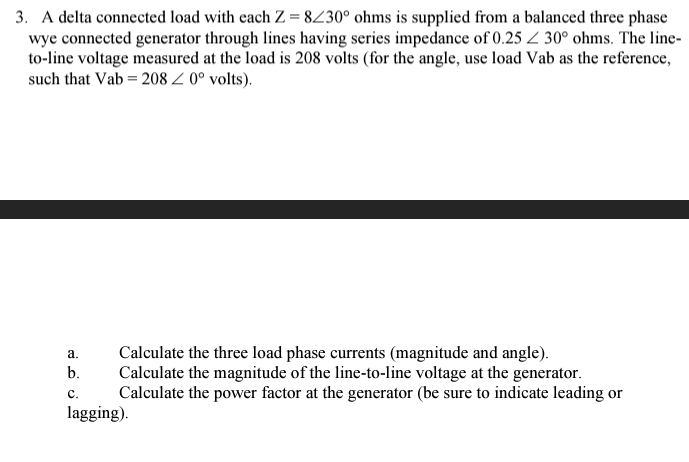 3. A delta connected load with each Z = 8∠30° ohms is supplied from a balanced three phase
wye connected generator through lines having series impedance of 0.25 ∠ 30° ohms. The line-
to-line voltage measured at the load is 208 volts (for the angle, use load Vab as the reference,
such that Vab = 208 ∠ 0° volts).
a. Calculate the three load phase currents (magnitude and angle).
b. Calculate the magnitude of the line-to-line voltage at the generator.
c. Calculate the power factor at the generator (be sure to indicate leading or
lagging).